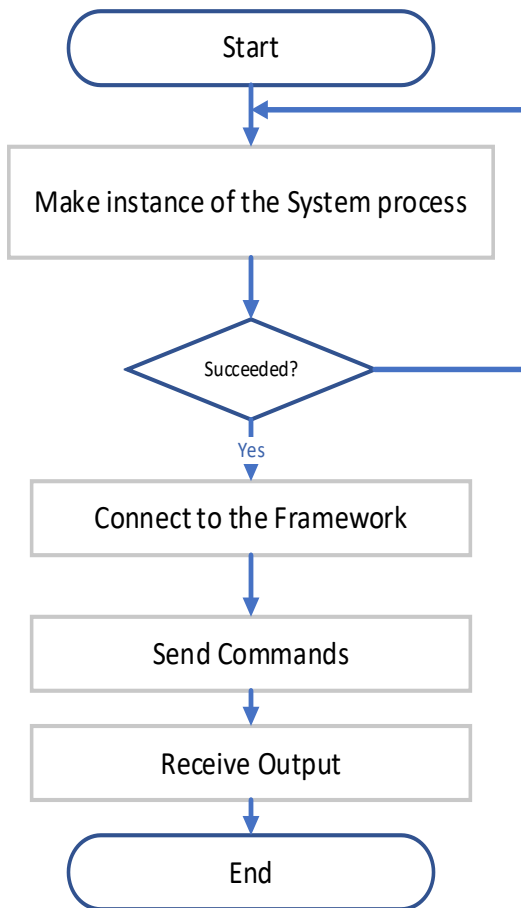 Start
Make instance of the System process
Succeeded?
Yes
Connect to the Framework
Send Commands
Receive Output
End